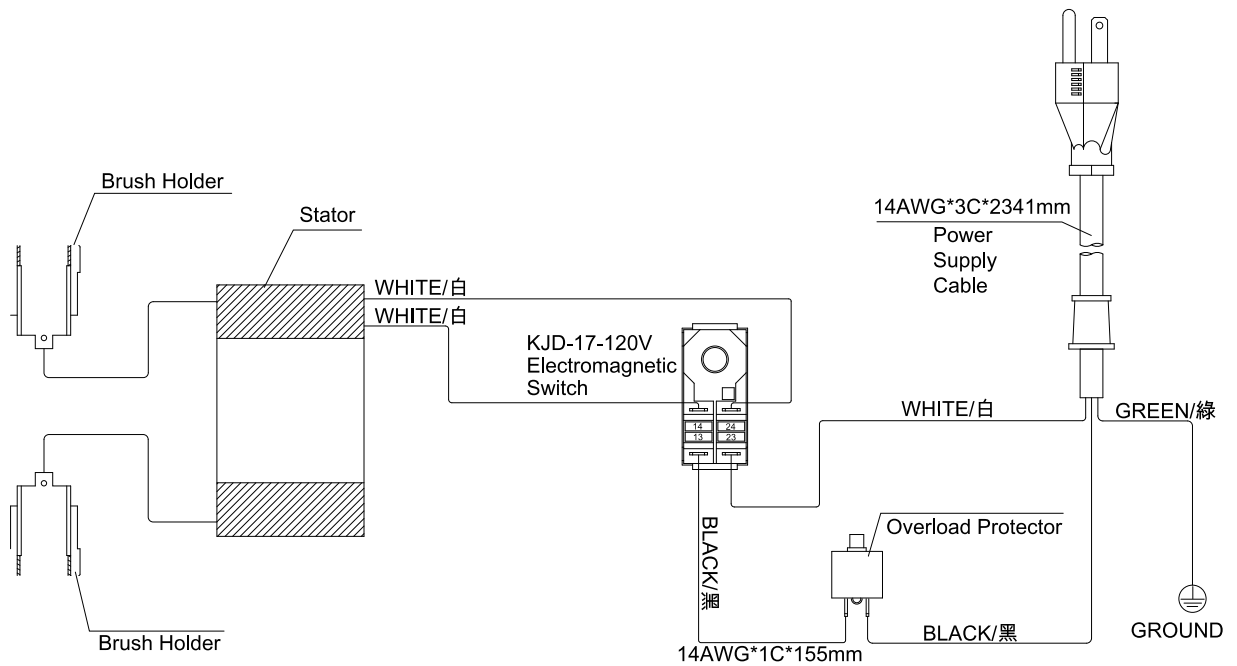 Brush Holder
Stator
14AWG*3C*2341mm
Power
Supply
Cable
WHITE/白
WHITE/白
KJD-17-120V
Electromagnetic
Switch
14
24
13
23
WHITE/白
GREEN/綠
BLACK/黑
Overload Protector
Brush Holder
14AWG*1C*155mm
BLACK/黑
GROUND